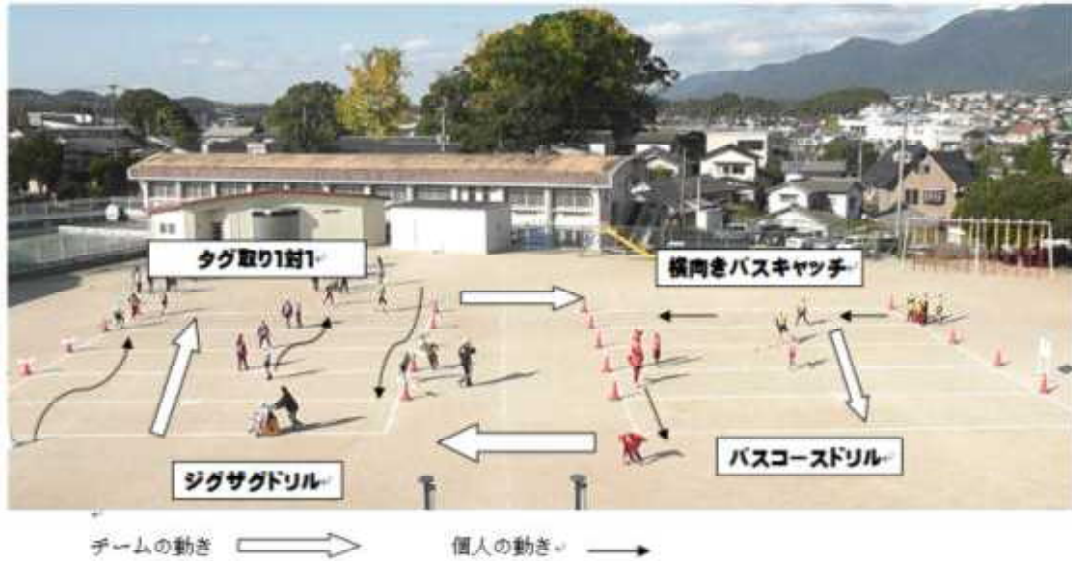 タグ取り1対1
横向きパスキャッチ
ジグザグドリル
パスコースドリル
チームの動き
個人の動き